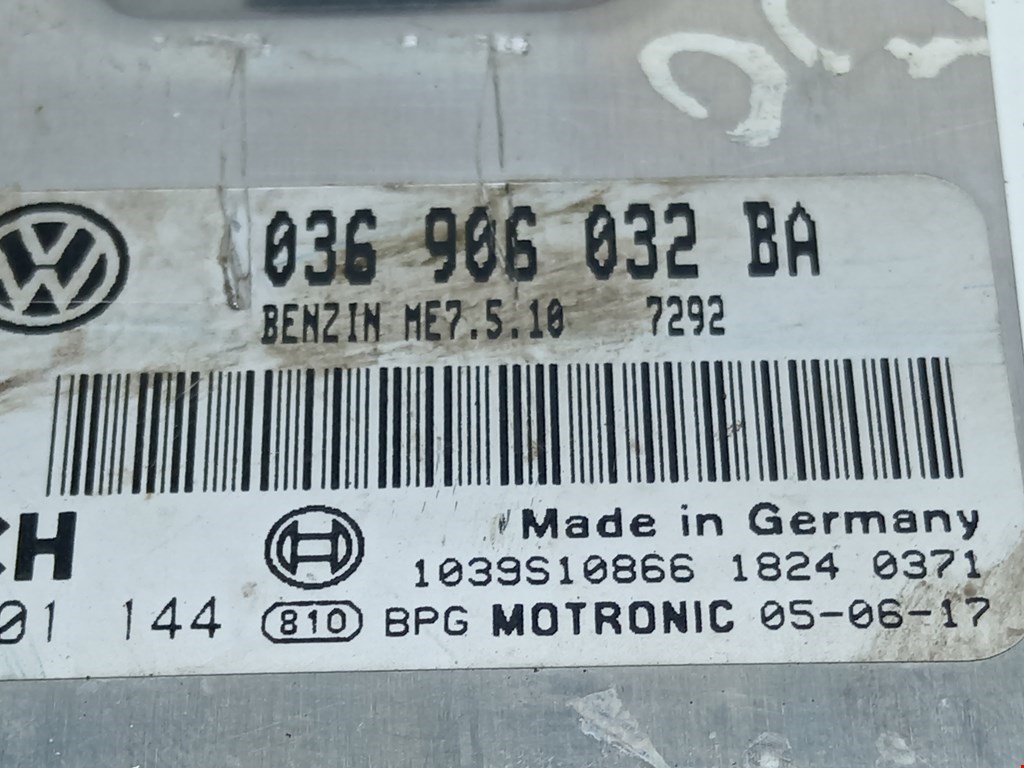 036 906 032 BA
BENZIN ME7.5.10 7292
Made in Germany
1039S10866 1824 0371
144 810 BPG MOTRONIC 05-06-17